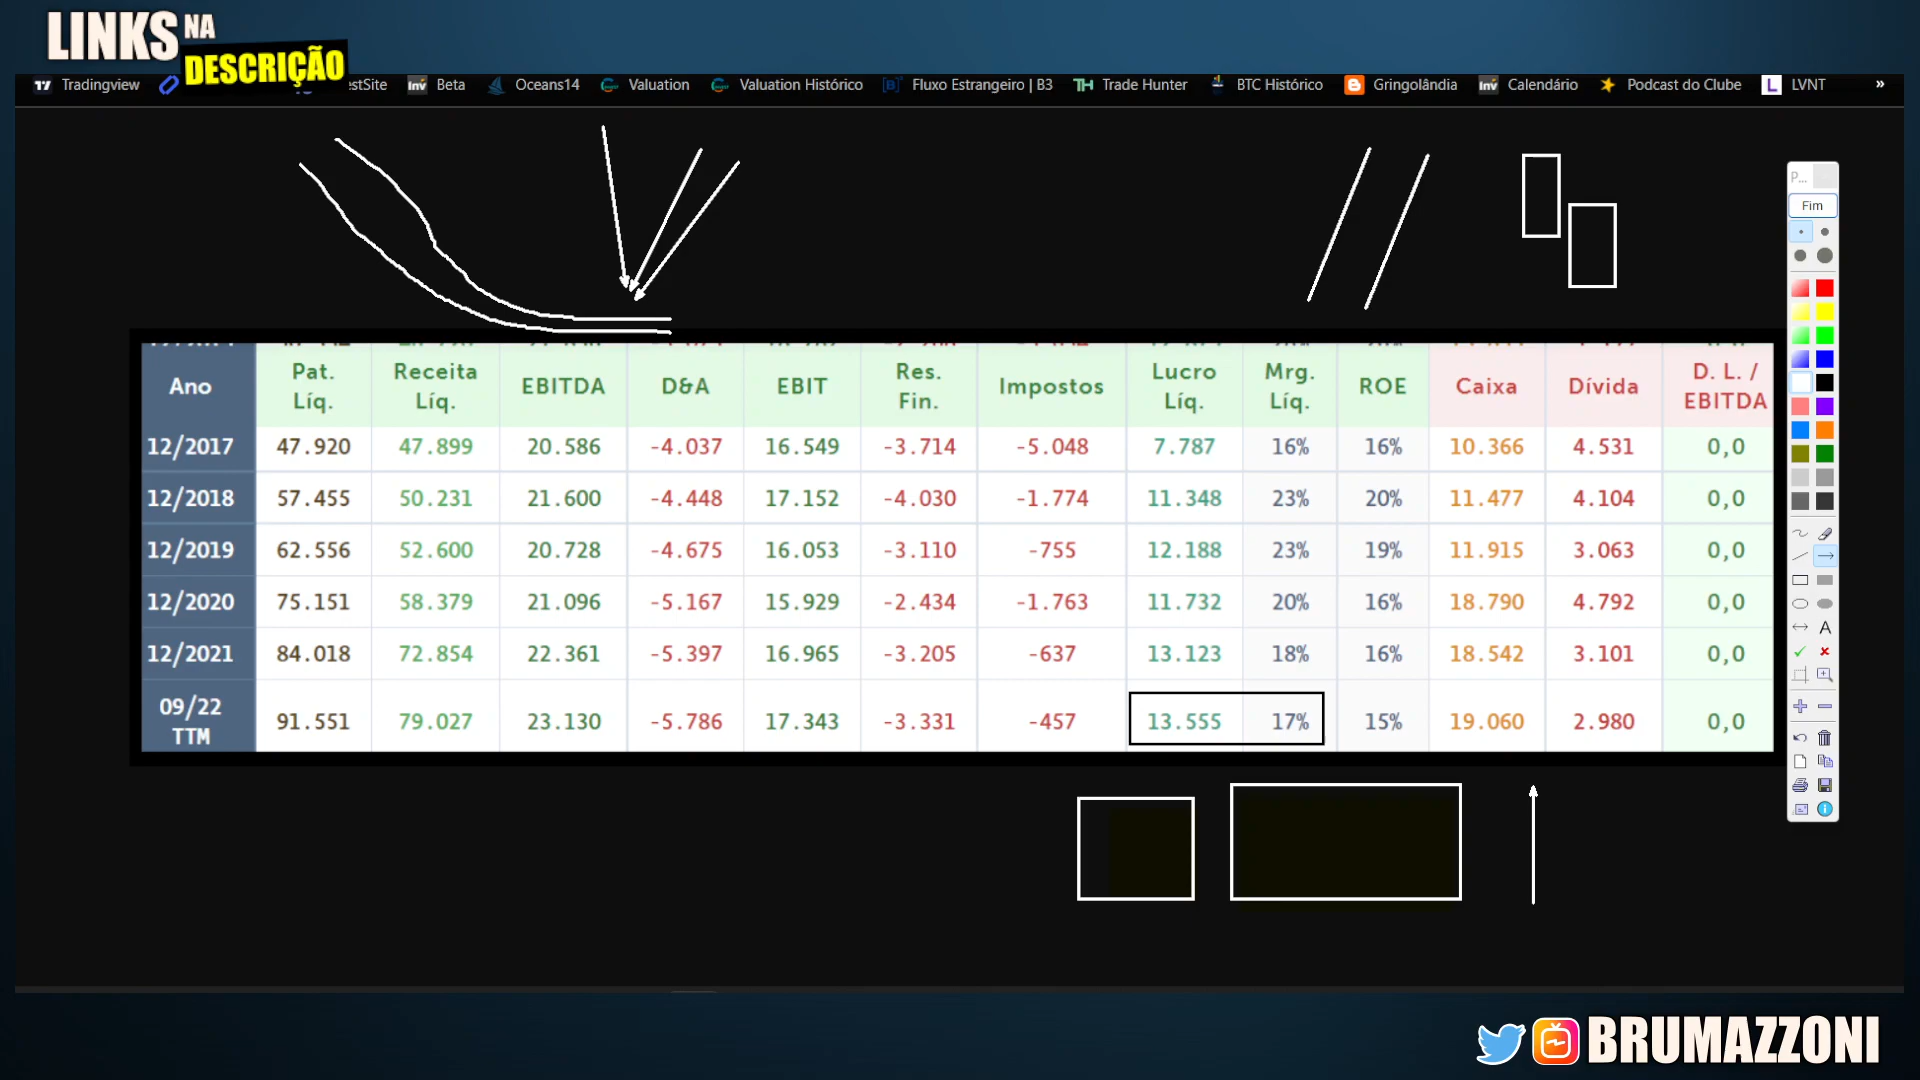 LINKS NA
DESCRIÇÃO
Tradingview estSite Beta Oceans14 Valuation Valuation Histórico Fluxo Estrangeiro | B3 Trade Hunter BTC Histórico Gringolândia Calendário Podcast do Clube LVNT »
P...
Fim
Ano Pat. Líq. Receita Líq. EBITDA D&A EBIT Res. Fin. Impostos Lucro Líq. Mrg. Líq. ROE Caixa Dívida D. L. / EBITDA
12/2017 47.920 47.899 20.586 -4.037 16.549 -3.714 -5.048 7.787 16% 16% 10.366 4.531 0,0
12/2018 57.455 50.231 21.600 -4.448 17.152 -4.030 -1.774 11.348 23% 20% 11.477 4.104 0,0
12/2019 62.556 52.600 20.728 -4.675 16.053 -3.110 -755 12.188 23% 19% 11.915 3.063 0,0
12/2020 75.151 58.379 21.096 -5.167 15.929 -2.434 -1.763 11.732 20% 16% 18.790 4.792 0,0
12/2021 84.018 72.854 22.361 -5.397 16.965 -3.205 -637 13.123 18% 16% 18.542 3.101 0,0
09/22 TTM 91.551 79.027 23.130 -5.786 17.343 -3.331 -457 13.555 17% 15% 19.060 2.980 0,0
BRUMAZZONI